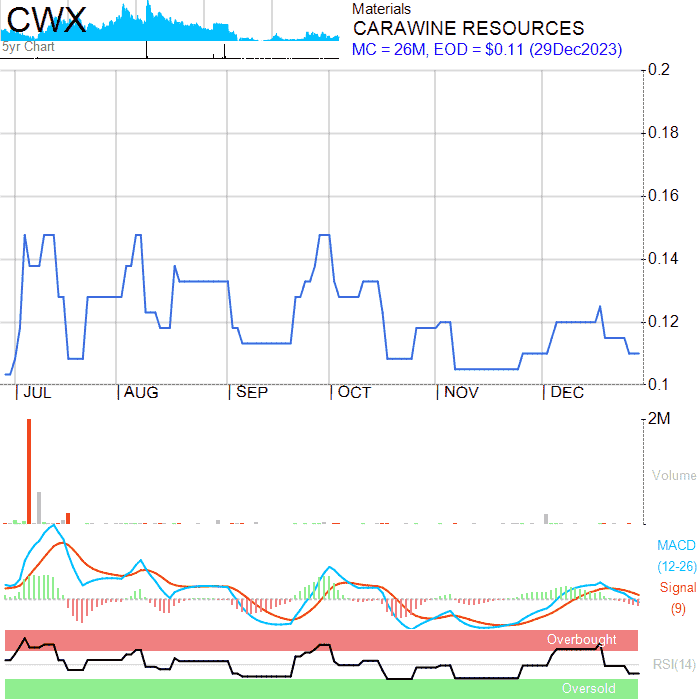 CWX
5yr Chart
Materials
CARAWINE RESOURCES
MC = 26M, EOD = $0.11 (29Dec2023)
0.2
0.18
0.16
0.14
0.12
0.1
JUL AUG SEP OCT NOV DEC
2M
Volume
MACD
(12-26)
Signal
(9)
Overbought
RSI(14)
Oversold